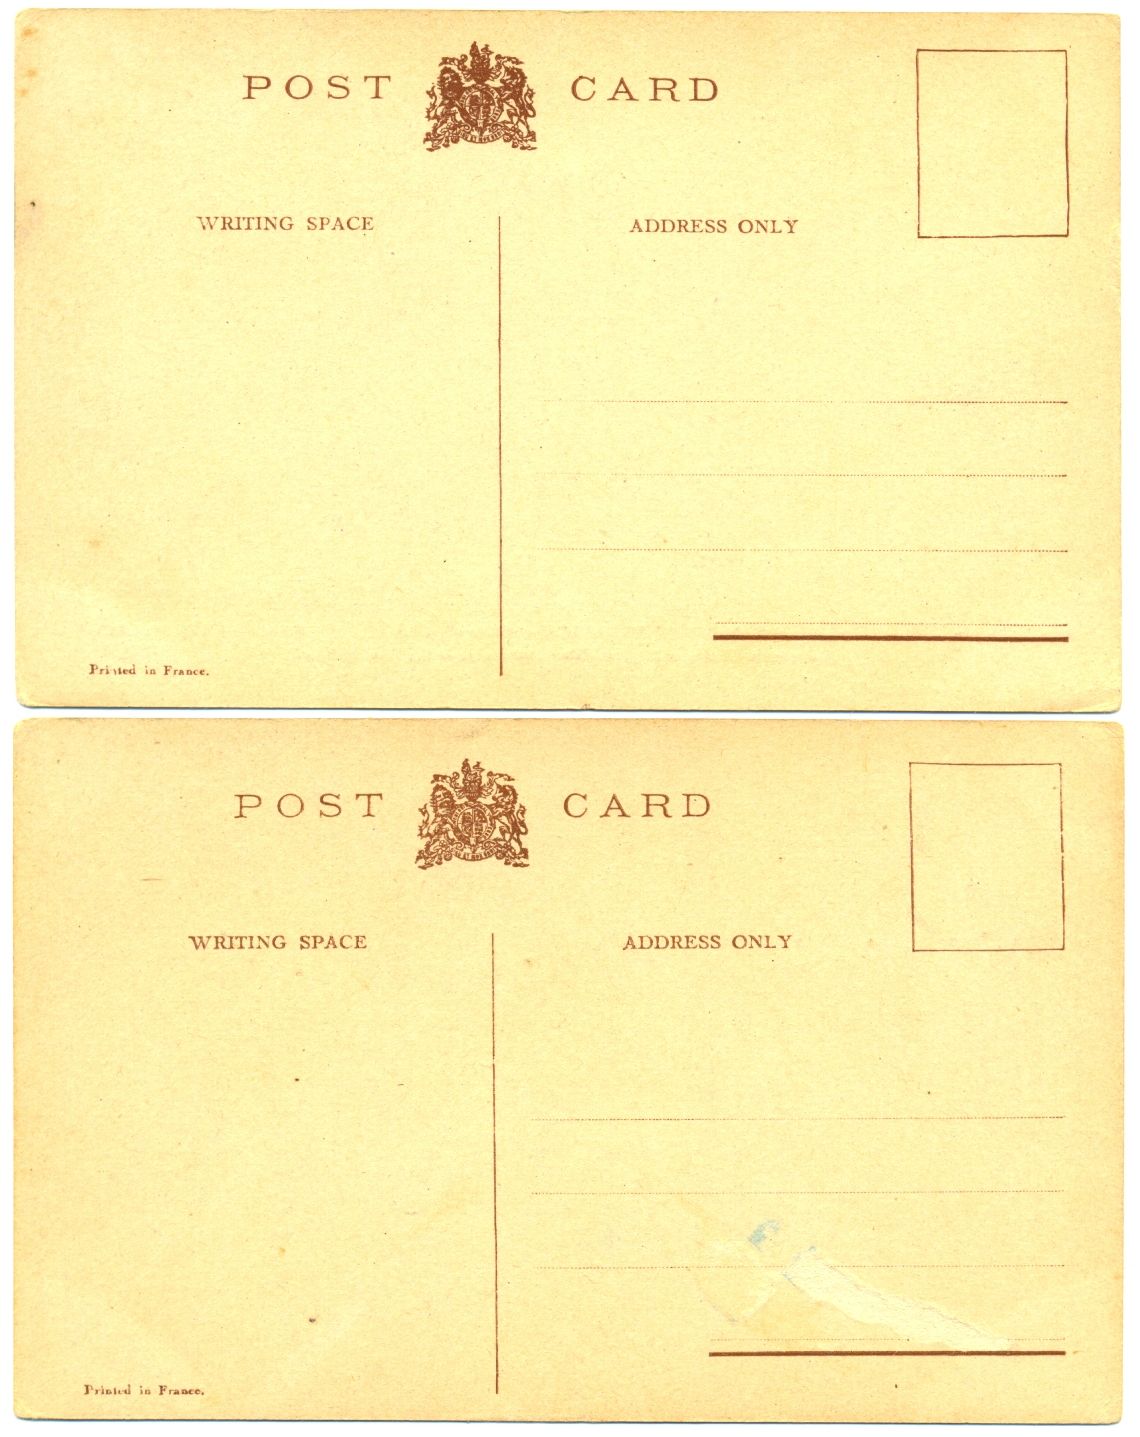 POST CARD
WRITING SPACE ADDRESS ONLY
Printed in France.
POST CARD
WRITING SPACE ADDRESS ONLY
Printed in France.